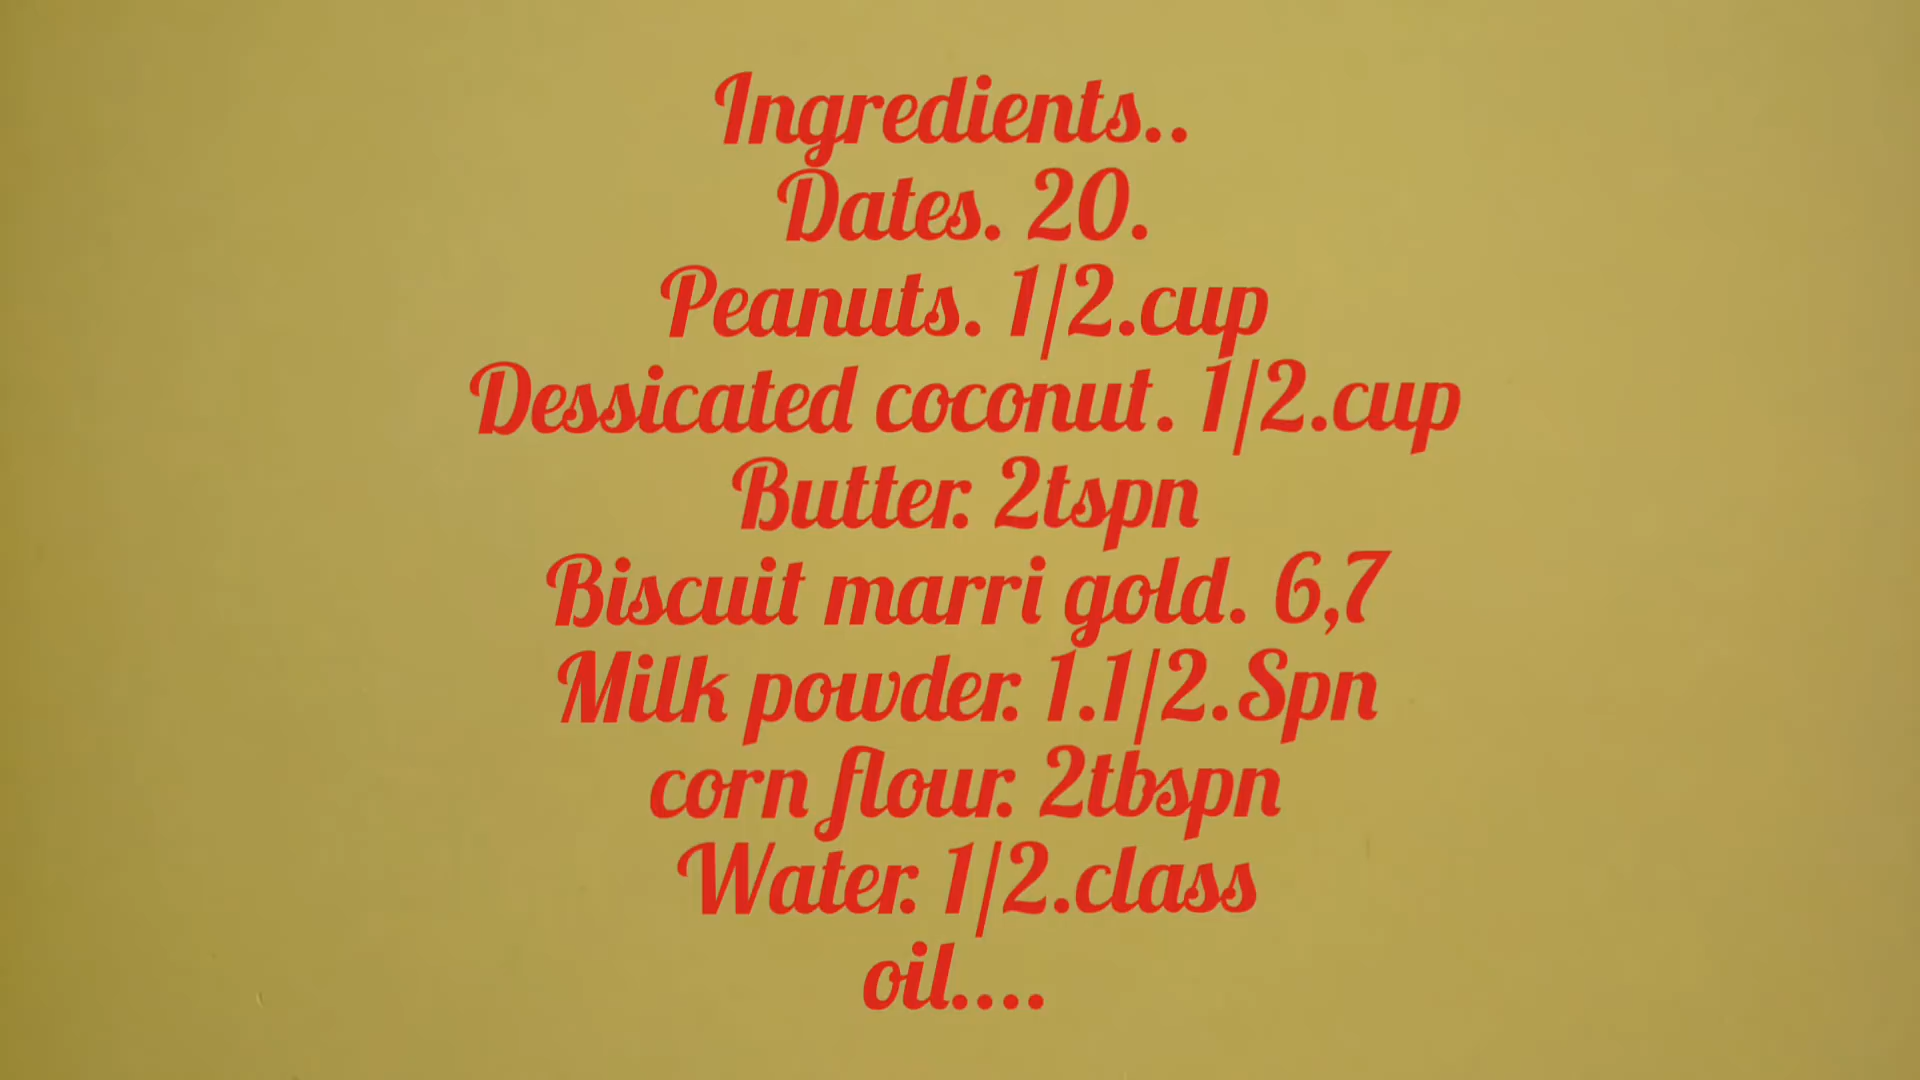 Ingredients..
Dates. 20.
Peanuts. 1/2.cup
Dessicated coconut. 1/2.cup
Butter. 2tspn
Biscuit marri gold. 6,7
Milk powder. 1.1/2.Spn
corn flour. 2tbspn
Water. 1/2.class
oil....